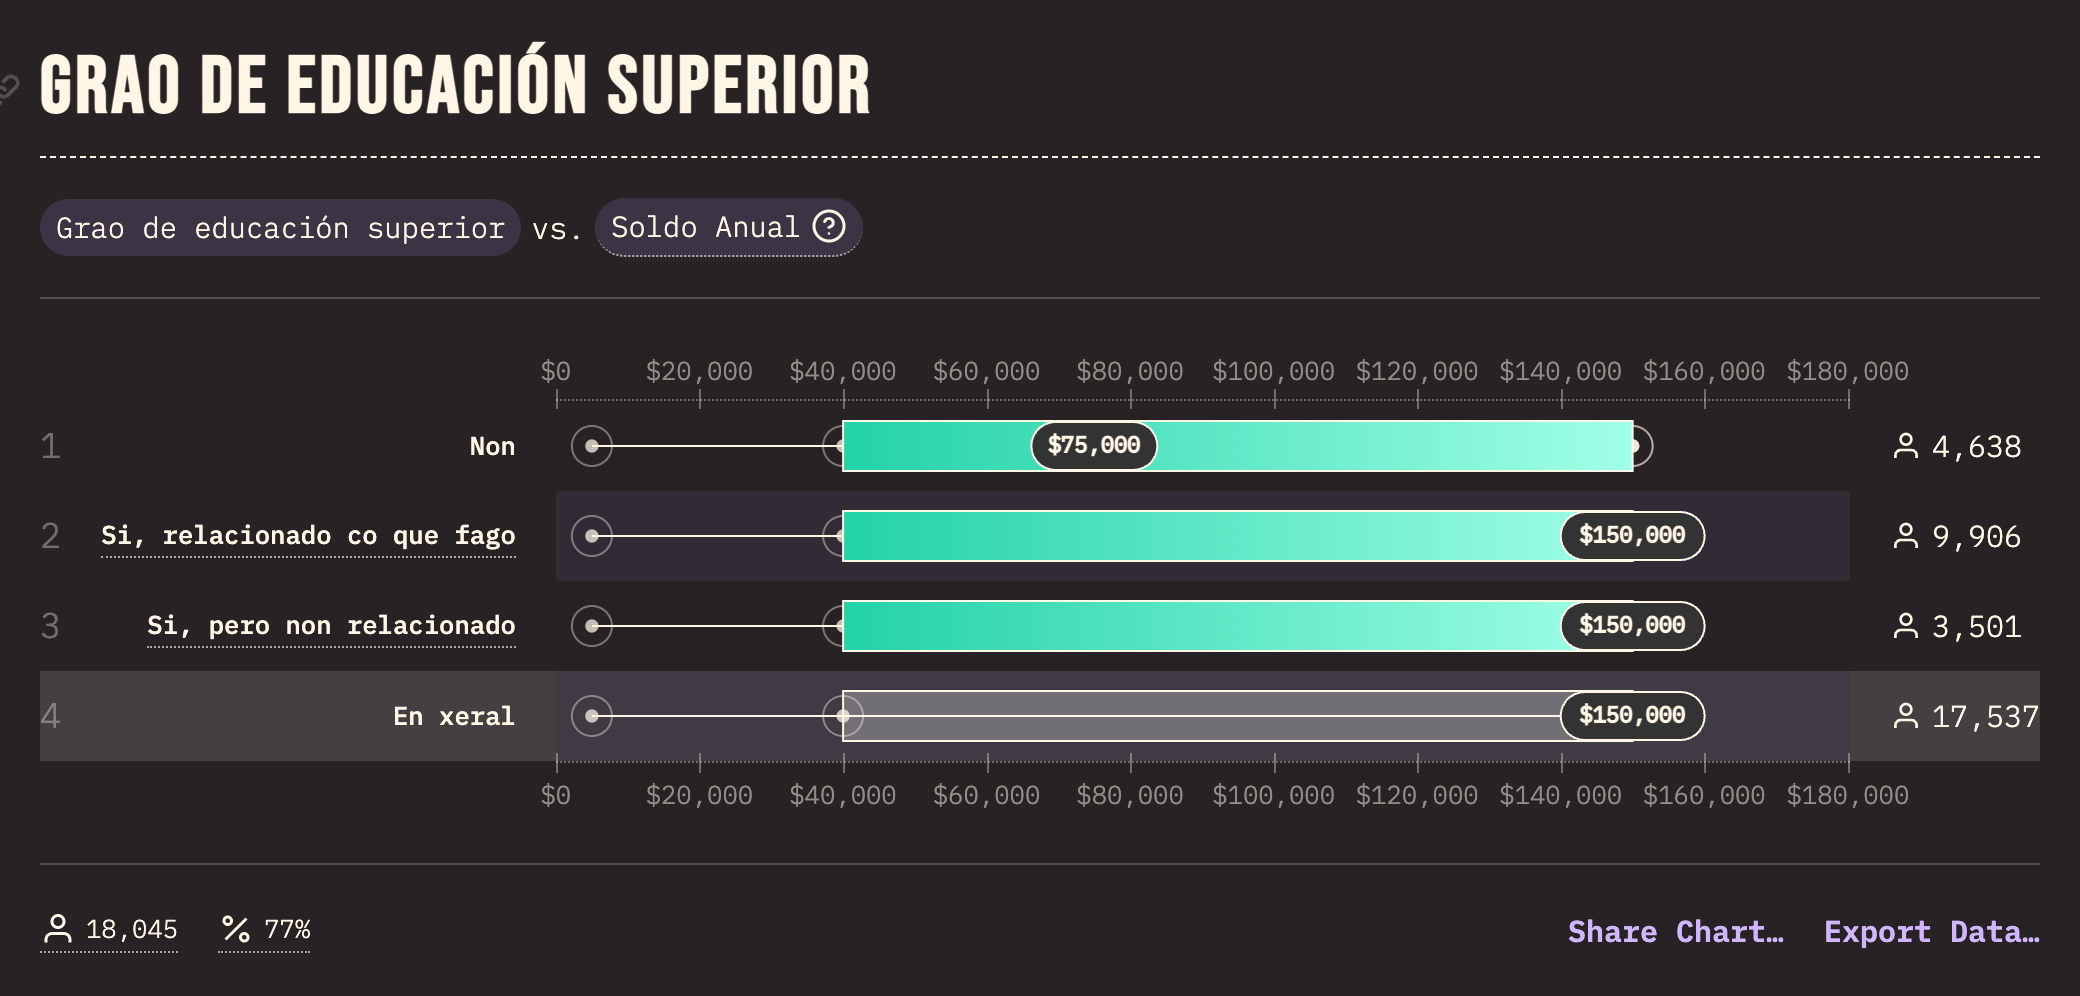 GRAO DE EDUCACIÓN SUPERIOR
Grao de educación superior vs. Soldo Anual ?
$0 $20,000 $40,000 $60,000 $80,000 $100,000 $120,000 $140,000 $160,000 $180,000
1 Non $75,000 4,638
2 Si, relacionado co que fago $150,000 9,906
3 Si, pero non relacionado $150,000 3,501
4 En xeral $150,000 17,537
$0 $20,000 $40,000 $60,000 $80,000 $100,000 $120,000 $140,000 $160,000 $180,000
18,045 % 77% Share Chart… Export Data…